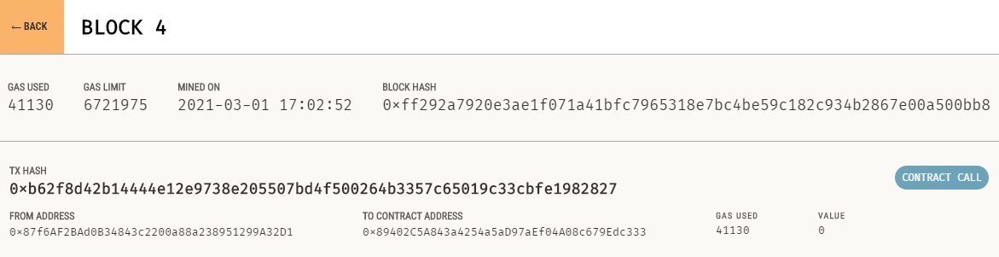 ← BACK
BLOCK 4
GAS USED
41130
GAS LIMIT
6721975
MINED ON
2021-03-01 17:02:52
BLOCK HASH
0×ff292a7920e3ae1f071a41bfc7965318e7bc4be59c182c934b2867e00a500bb8
TX HASH
0×b62f8d42b14444e12e9738e205507bd4f500264b3357c65019c33cbfe1982827
CONTRACT CALL
FROM ADDRESS
0×87f6AF2BAd0B34843c2200a88a238951299A32D1
TO CONTRACT ADDRESS
0×89402C5A843a4254a5aD97aEf04A08c679Edc333
GAS USED
41130
VALUE
0